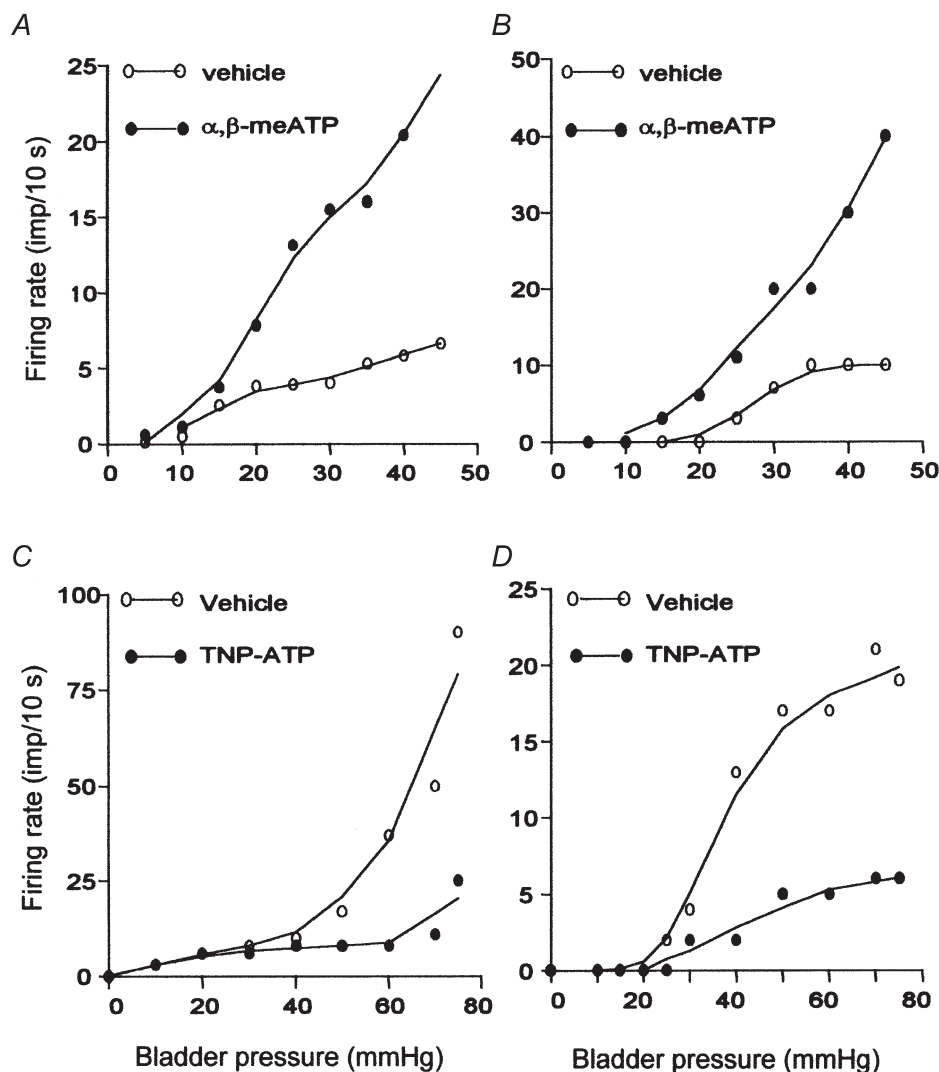 A
vehicle
α,β-meATP
Firing rate (imp/10 s)
25
20
15
10
5
0
0 10 20 30 40 50
B
vehicle
α,β-meATP
50
40
30
20
10
0
0 10 20 30 40 50
C
Vehicle
TNP-ATP
Firing rate (imp/10 s)
100
75
50
25
0
0 20 40 60 80
Bladder pressure (mmHg)
D
Vehicle
TNP-ATP
25
20
15
10
5
0
0 20 40 60 80
Bladder pressure (mmHg)